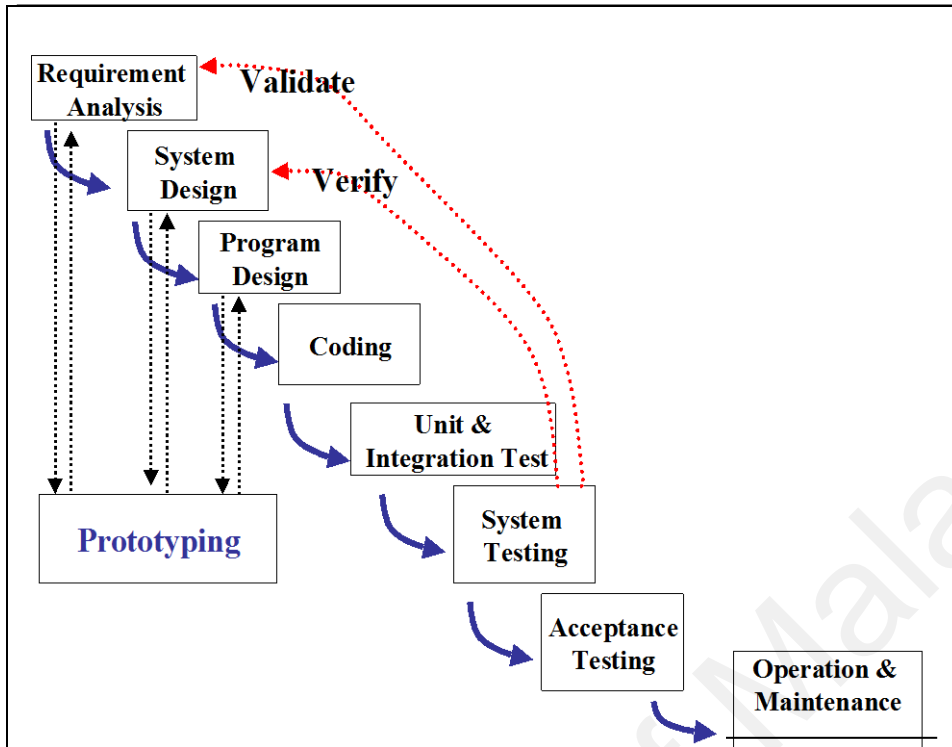 Requirement
Analysis
Validate
System
Design
Verify
Program
Design
Coding
Unit &
Integration Test
Prototyping
System
Testing
Acceptance
Testing
Operation &
Maintenance